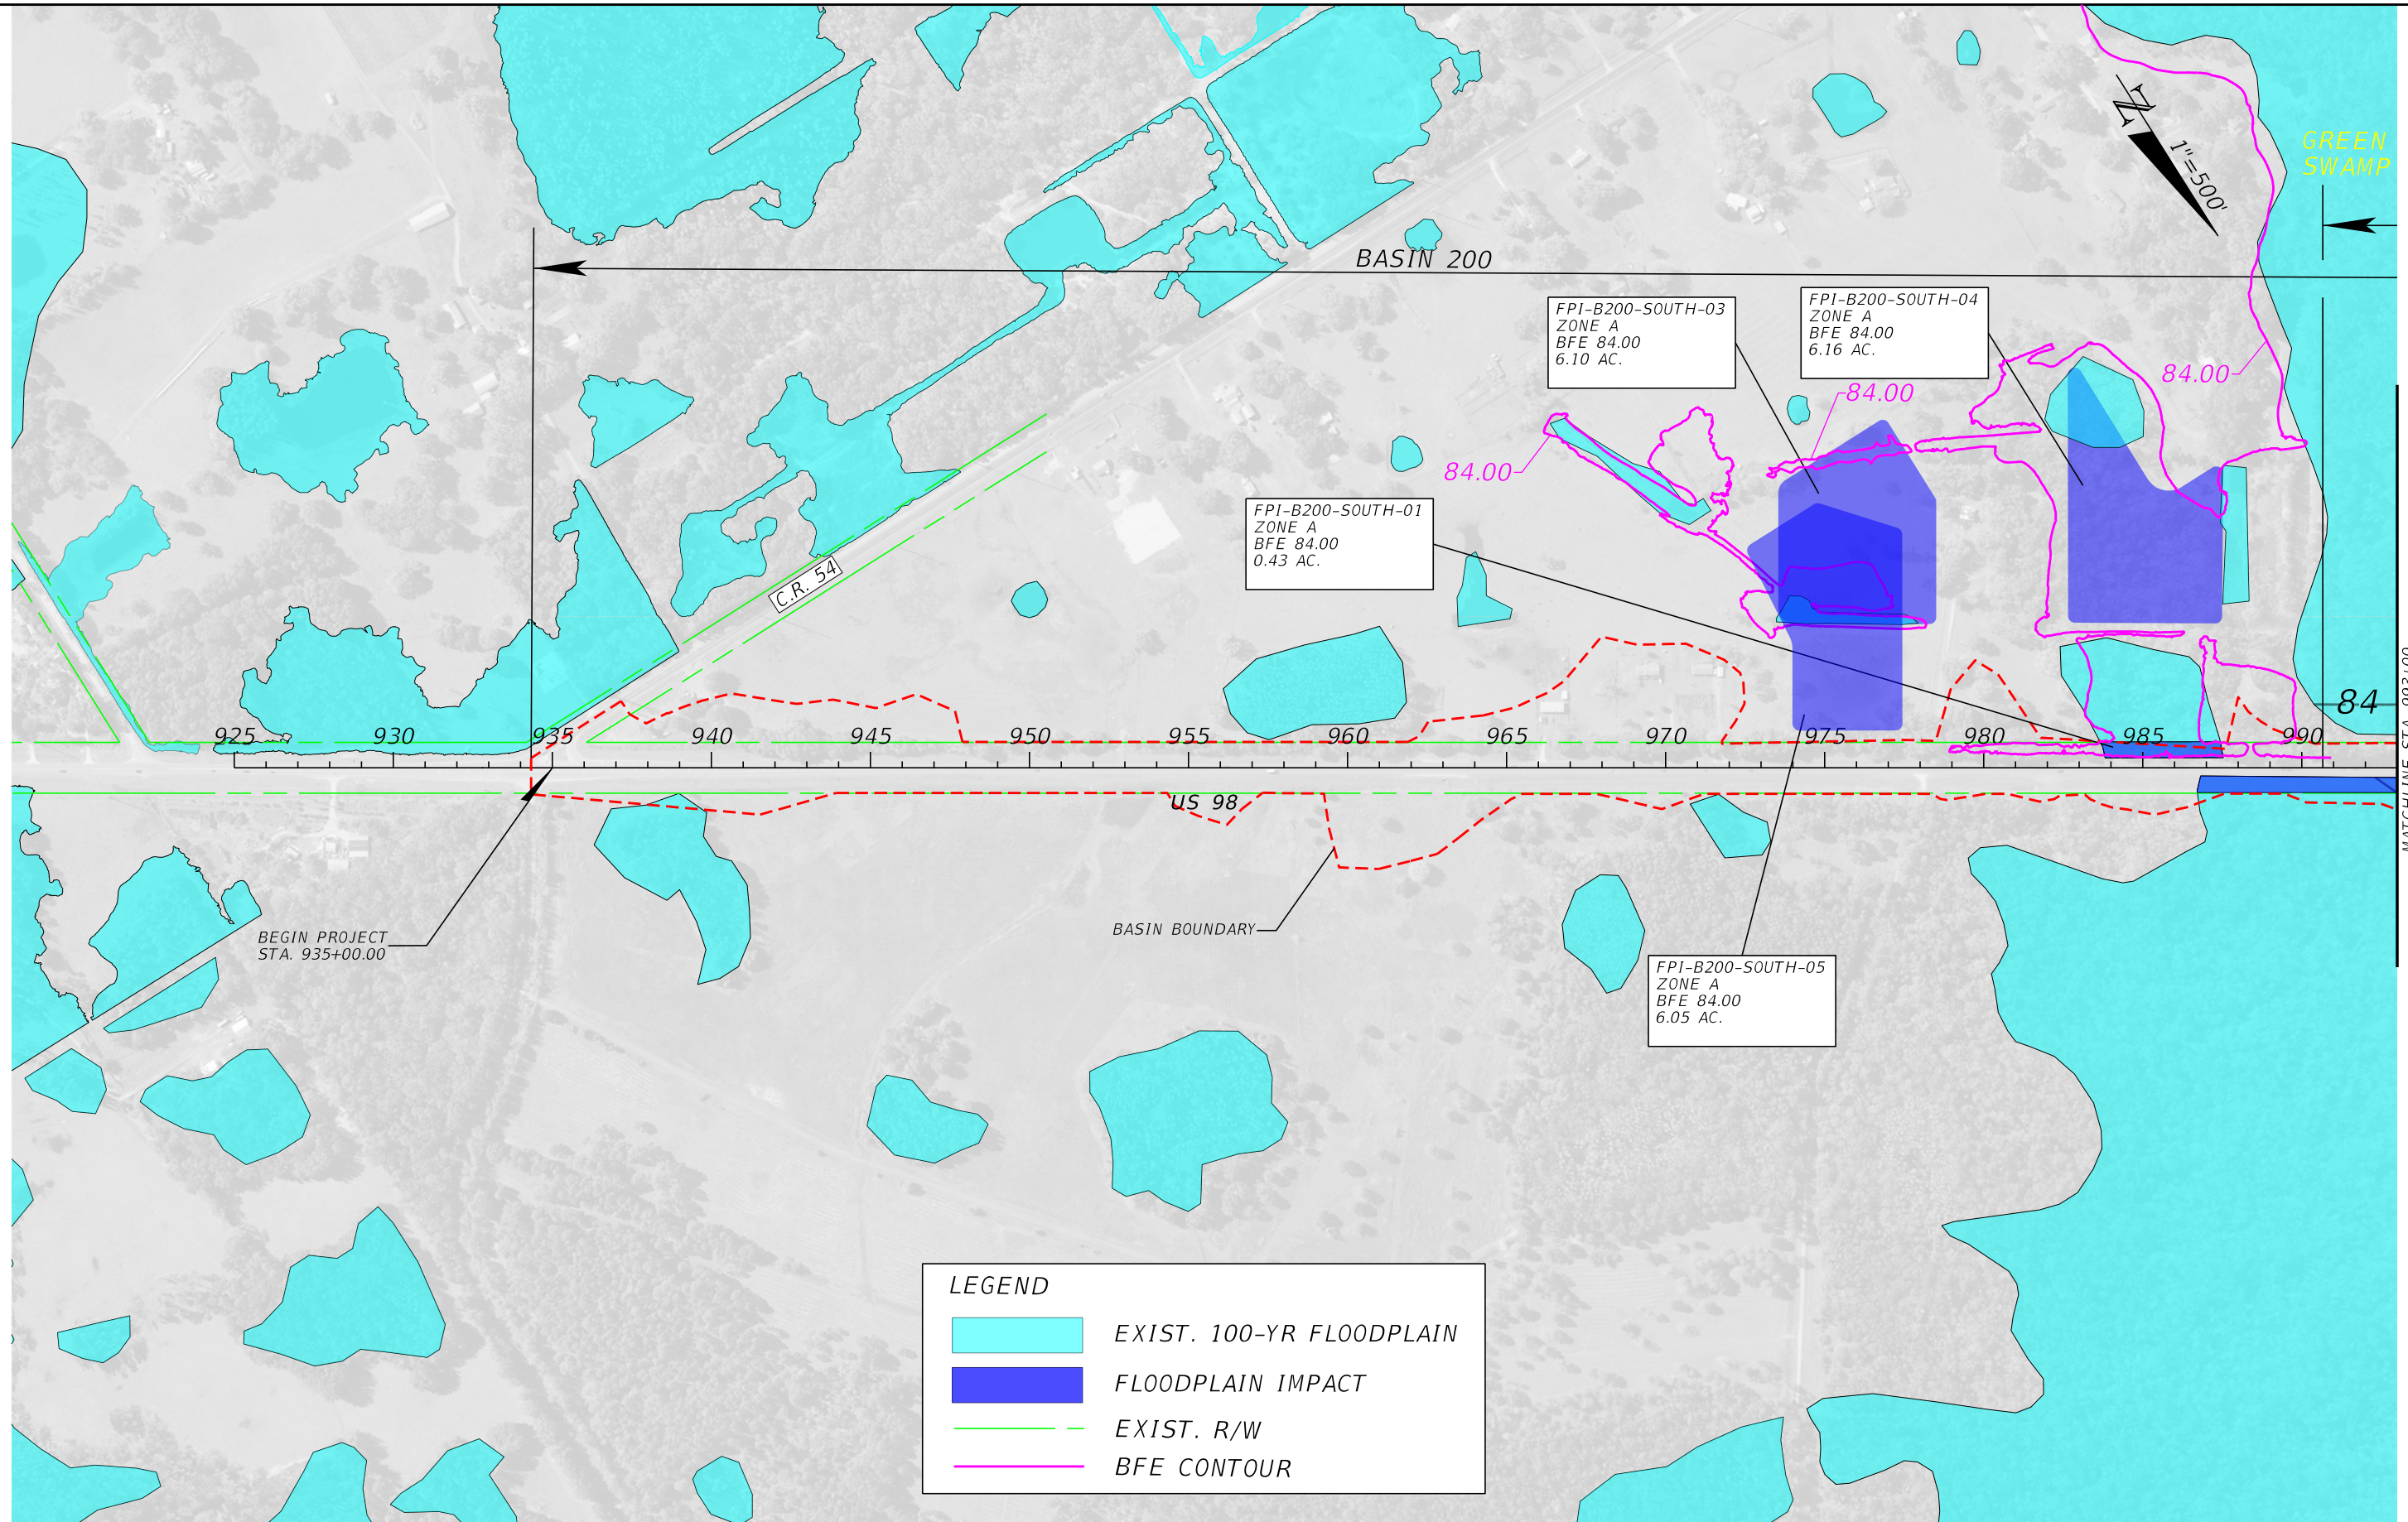 GREEN
SWAMP
N
1"=500'
BASIN 200
FPI-B200-SOUTH-03
ZONE A
BFE 84.00
6.10 AC.
FPI-B200-SOUTH-04
ZONE A
BFE 84.00
6.16 AC.
84.00
84.00
84.00
FPI-B200-SOUTH-01
ZONE A
BFE 84.00
0.43 AC.
C.R. 54
84
925 930 935 940 945 950 955 960 965 970 975 980 985 990
MATCHLINE STA 993+00
US 98
BEGIN PROJECT
STA. 935+00.00
BASIN BOUNDARY
FPI-B200-SOUTH-05
ZONE A
BFE 84.00
6.05 AC.
LEGEND
EXIST. 100-YR FLOODPLAIN
FLOODPLAIN IMPACT
EXIST. R/W
BFE CONTOUR